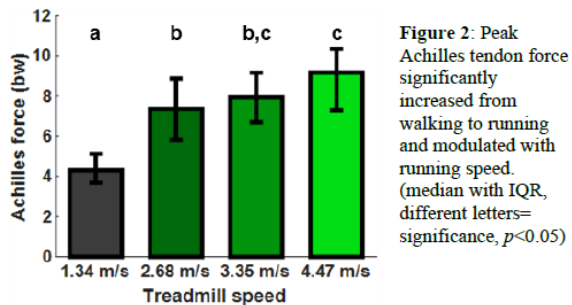 12
10
8
6
4
2
0
Achilles force (bw)
a
b
b,c
c
1.34 m/s 2.68 m/s 3.35 m/s 4.47 m/s
Treadmill speed
Figure 2: Peak
Achilles tendon force
significantly
increased from
walking to running
and modulated with
running speed.
(median with IQR,
different letters=
significance, p<0.05)